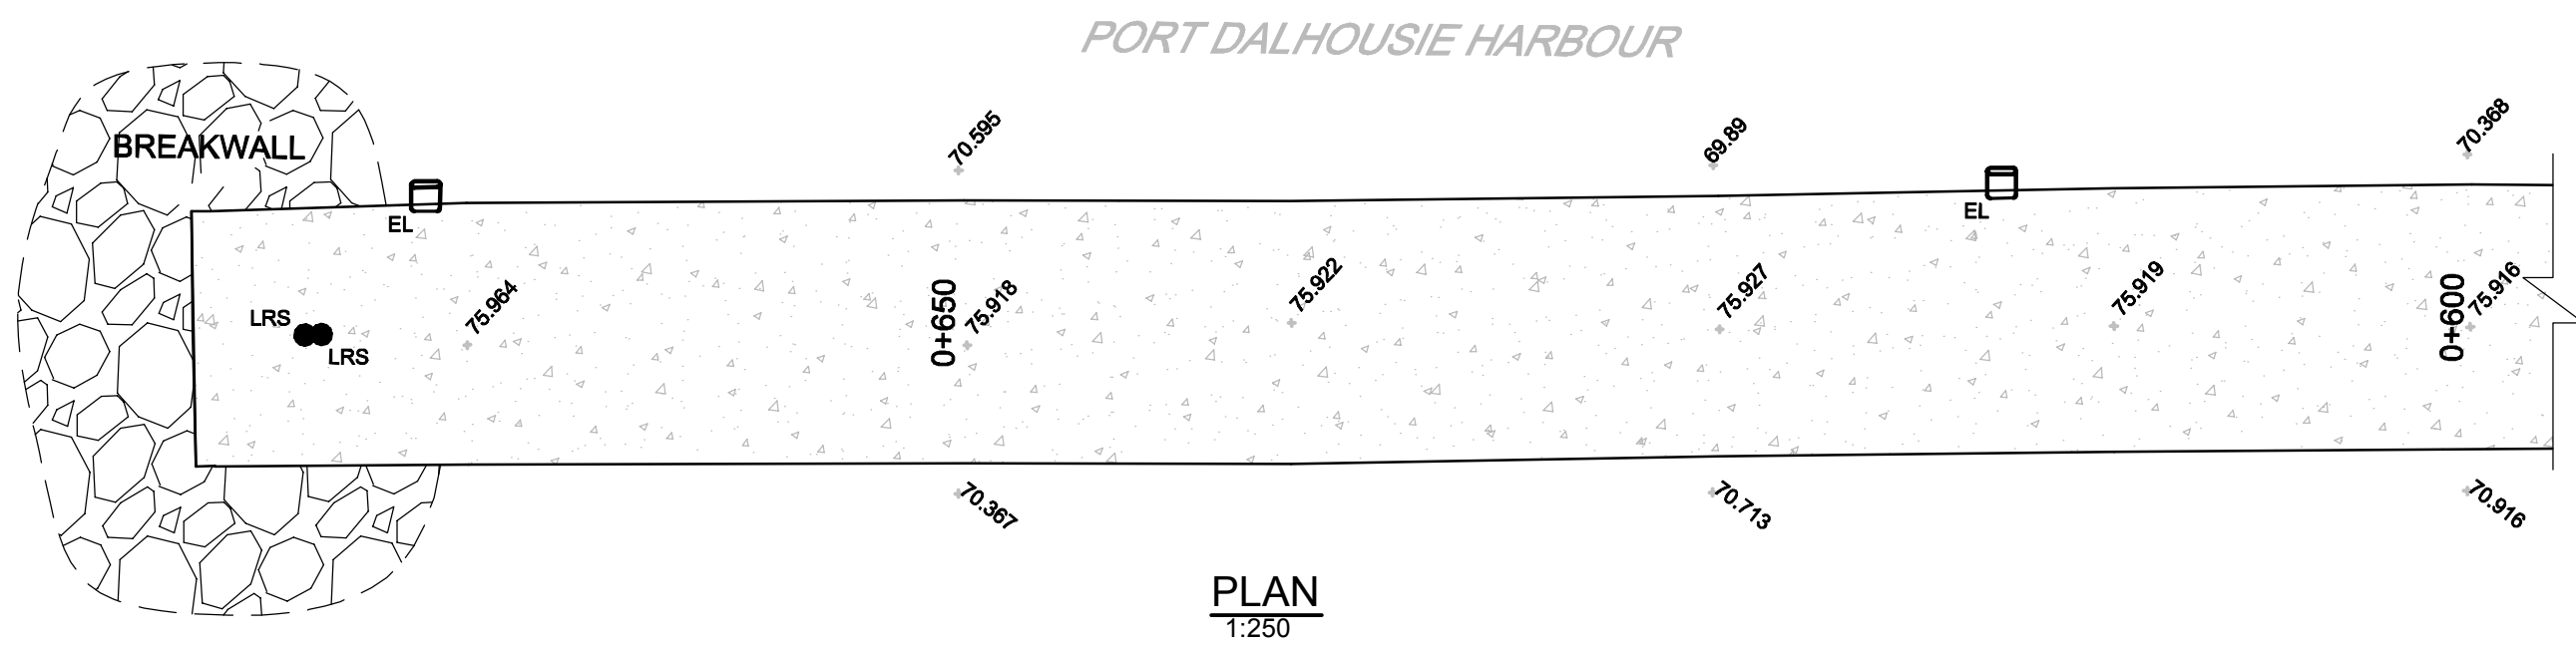 PORT DALHOUSIE HARBOUR
70.595
69.89
70.368
BREAKWALL
EL
EL
75.964
0+650
75.918
75.922
75.927
75.919
0+600
75.916
LRS
LRS
70.367
70.713
70.916
PLAN
1:250